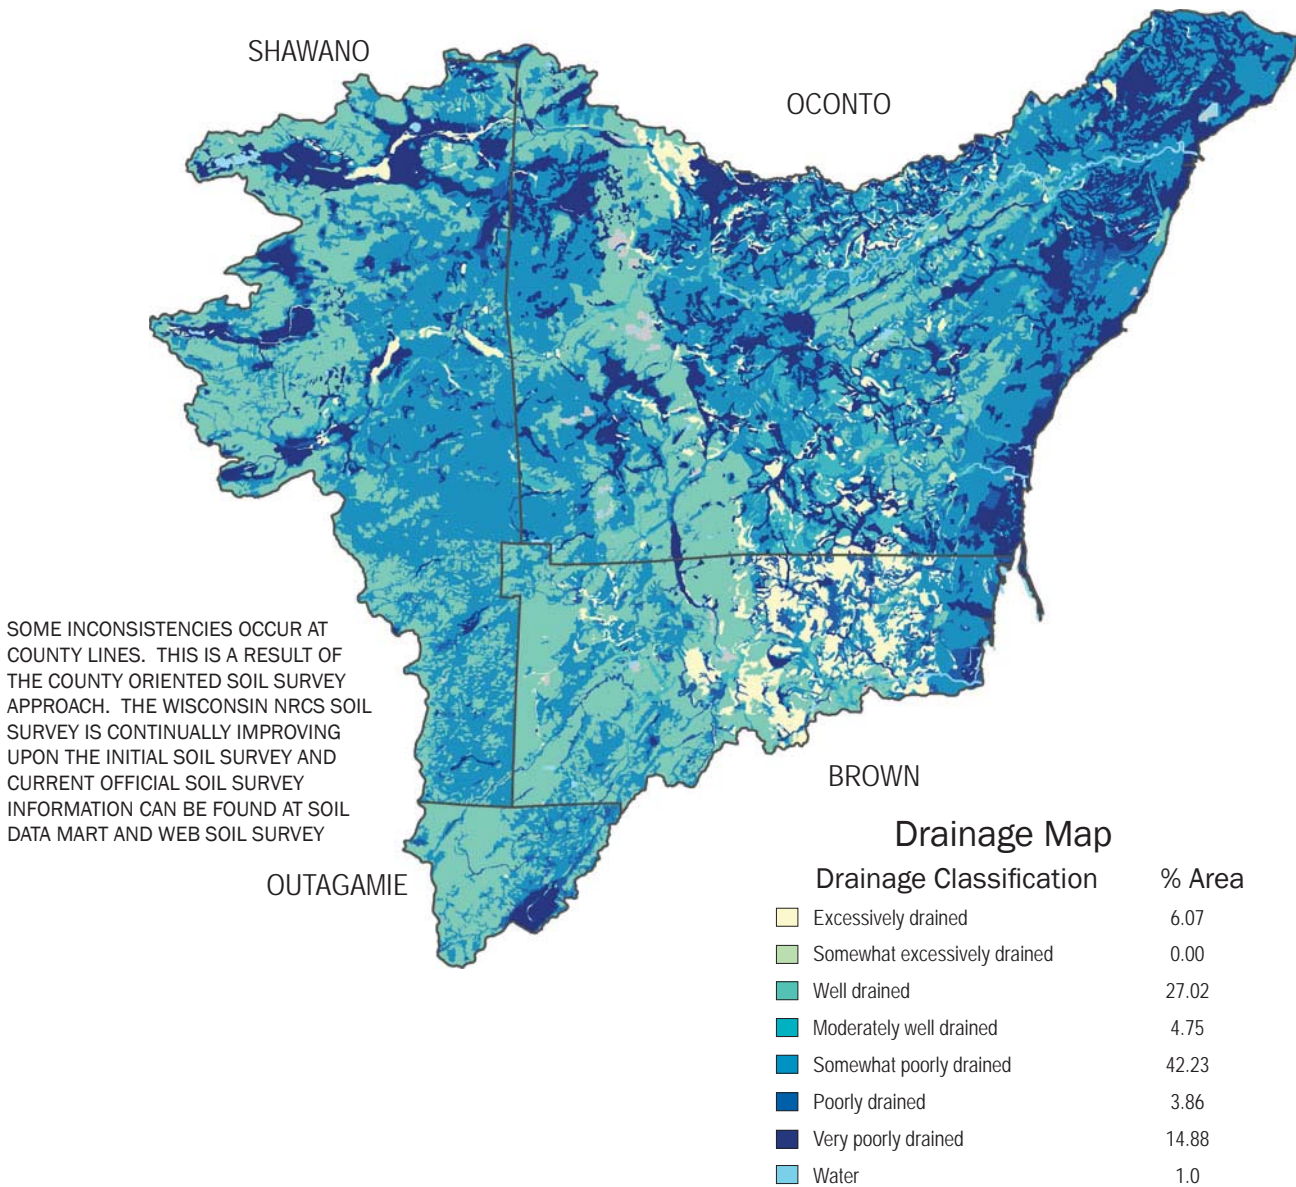 SHAWANO
OCONTO
SOME INCONSISTENCIES OCCUR AT
COUNTY LINES.  THIS IS A RESULT OF
THE COUNTY ORIENTED SOIL SURVEY
APPROACH.  THE WISCONSIN NRCS SOIL
SURVEY IS CONTINUALLY IMPROVING
UPON THE INITIAL SOIL SURVEY AND
CURRENT OFFICIAL SOIL SURVEY
INFORMATION CAN BE FOUND AT SOIL
DATA MART AND WEB SOIL SURVEY
BROWN
OUTAGAMIE
Drainage Map
Drainage Classification % Area
Excessively drained 6.07
Somewhat excessively drained 0.00
Well drained 27.02
Moderately well drained 4.75
Somewhat poorly drained 42.23
Poorly drained 3.86
Very poorly drained 14.88
Water 1.0